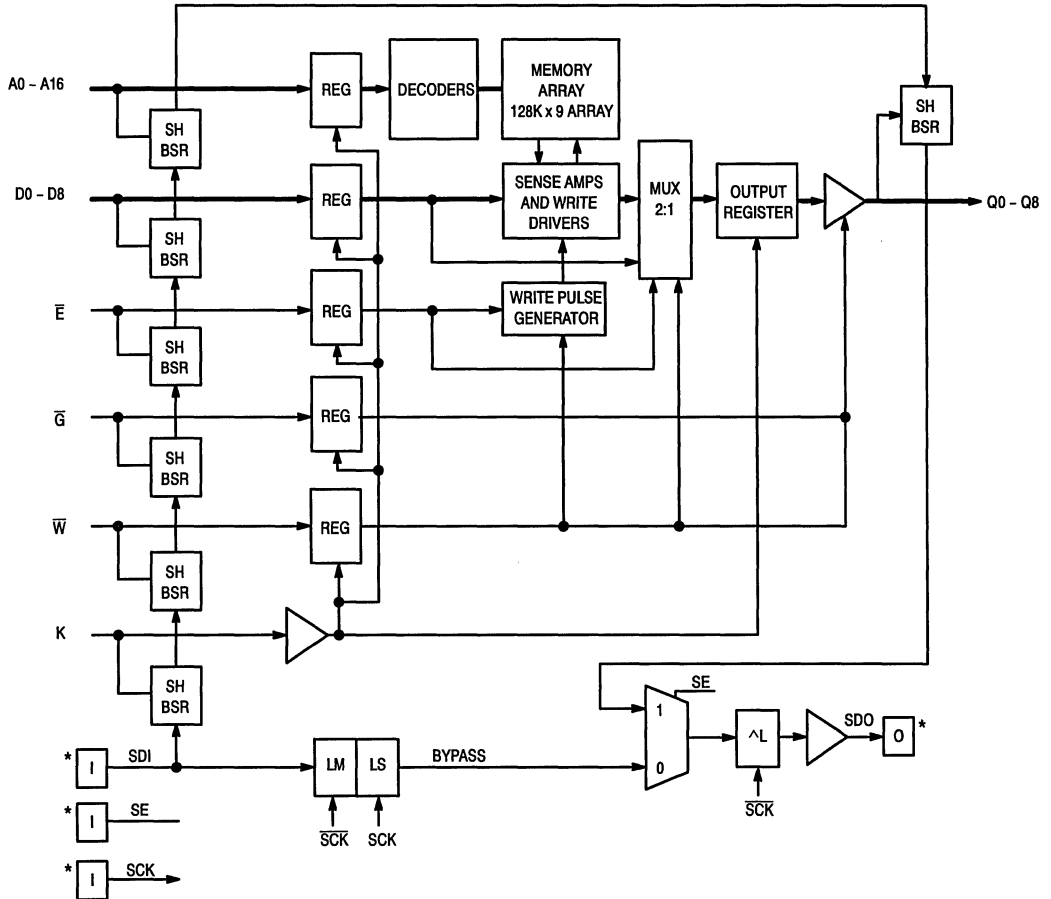 A0 – A16
REG
DECODERS
MEMORY
ARRAY
128K x 9 ARRAY
SH
BSR
SH
BSR
D0 – D8
REG
SENSE AMPS
AND WRITE
DRIVERS
MUX
2:1
OUTPUT
REGISTER
Q0 – Q8
SH
BSR
E̅
REG
WRITE PULSE
GENERATOR
SH
BSR
G̅
REG
SH
BSR
W̅
REG
SH
BSR
K
SH
BSR
SE
1
0
* I SDI
LM LS
BYPASS
^L
SDO
O *
S̅C̅K̅ SCK
S̅C̅K̅
* I SE
* I SCK